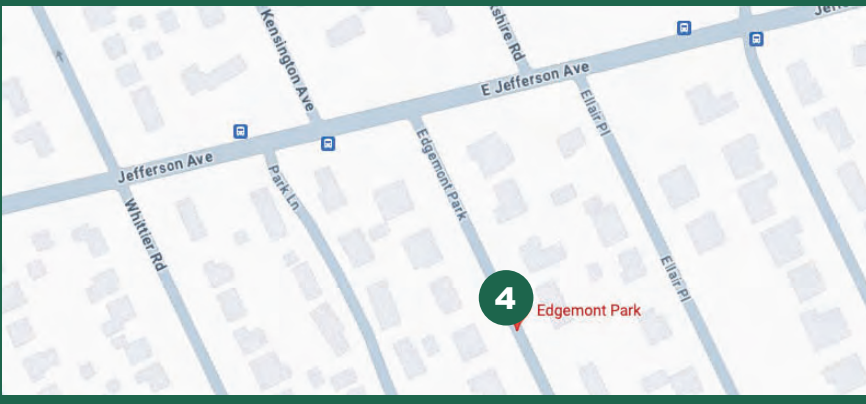 Kensington Ave
shire Rd
E Jefferson Ave
Ellair Pl
Jefferson Ave
Park Ln
Edgemont Park
Whittier Rd
Ellair Pl
4
Edgemont Park